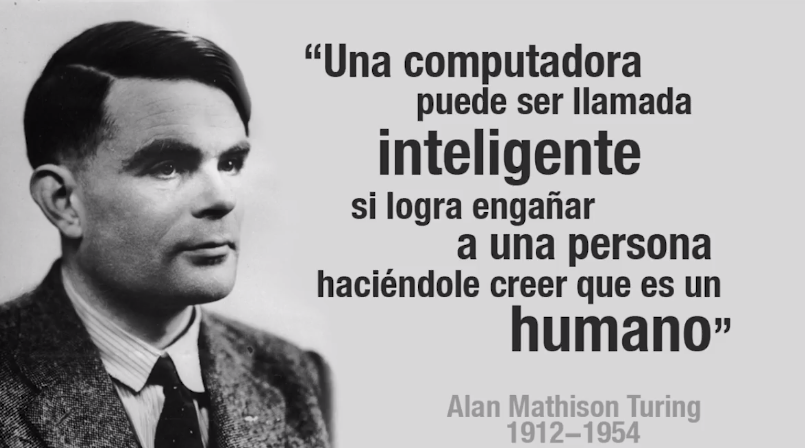 “Una computadora
puede ser llamada
inteligente
si logra engañar
a una persona
haciéndole creer que es un
humano”
Alan Mathison Turing
1912–1954